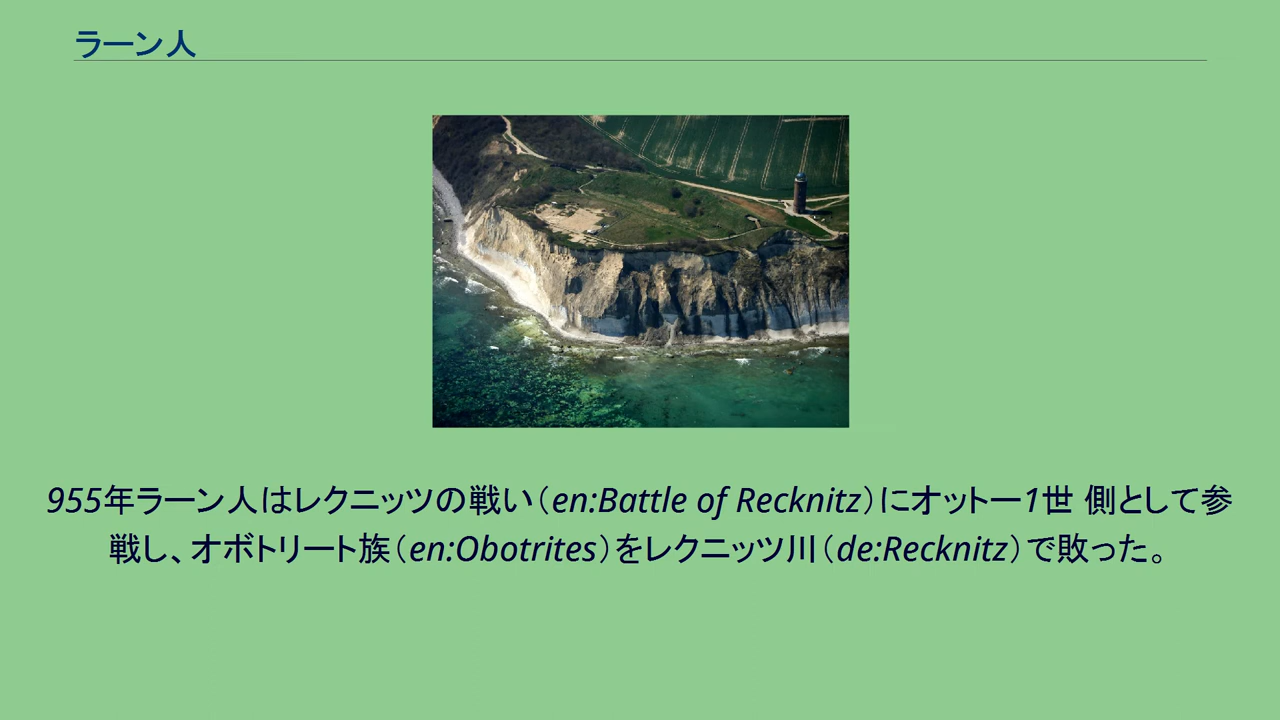 ラーン人
955年ラーン人はレクニッツの戦い（en:Battle of Recknitz）にオットー1世 側として参
戦し、オボトリート族（en:Obotrites）をレクニッツ川（de:Recknitz）で敗った。